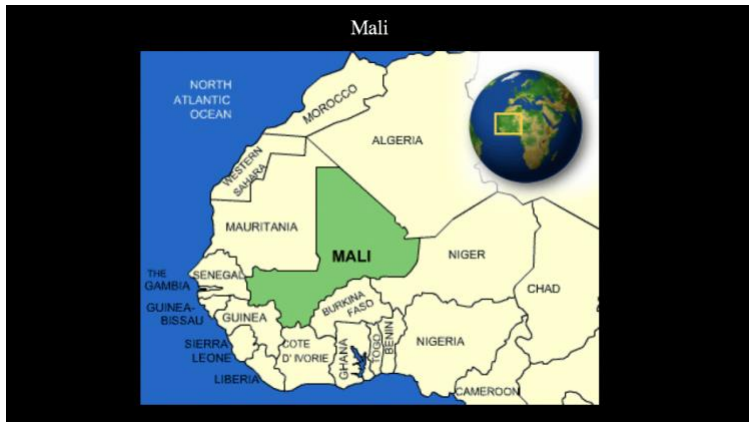 Mali
NORTH
ATLANTIC
OCEAN
MOROCCO
ALGERIA
WESTERN
SAHARA
MAURITANIA
MALI
NIGER
CHAD
THE
GAMBIA
SENEGAL
GUINEA-
BISSAU
GUINEA
BURKINA
FASO
SIERRA
LEONE
COTE
D' IVORIE
GHANA
TOGO
BENIN
NIGERIA
LIBERIA
CAMEROON